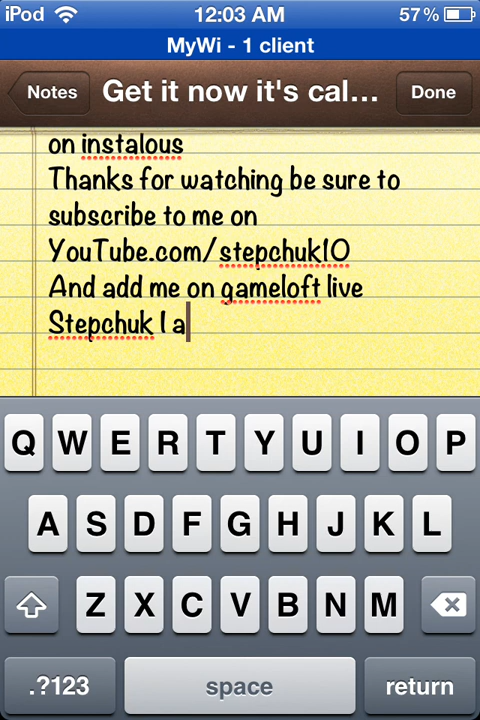 iPod 12:03 AM 57%
MyWi - 1 client
Notes Get it now it's cal... Done
on instalous
Thanks for watching be sure to
subscribe to me on
YouTube.com/stepchuk10
And add me on gameloft live
Stepchuk 1 a
Q W E R T Y U I O P
A S D F G H J K L
Z X C V B N M
.?123 space return